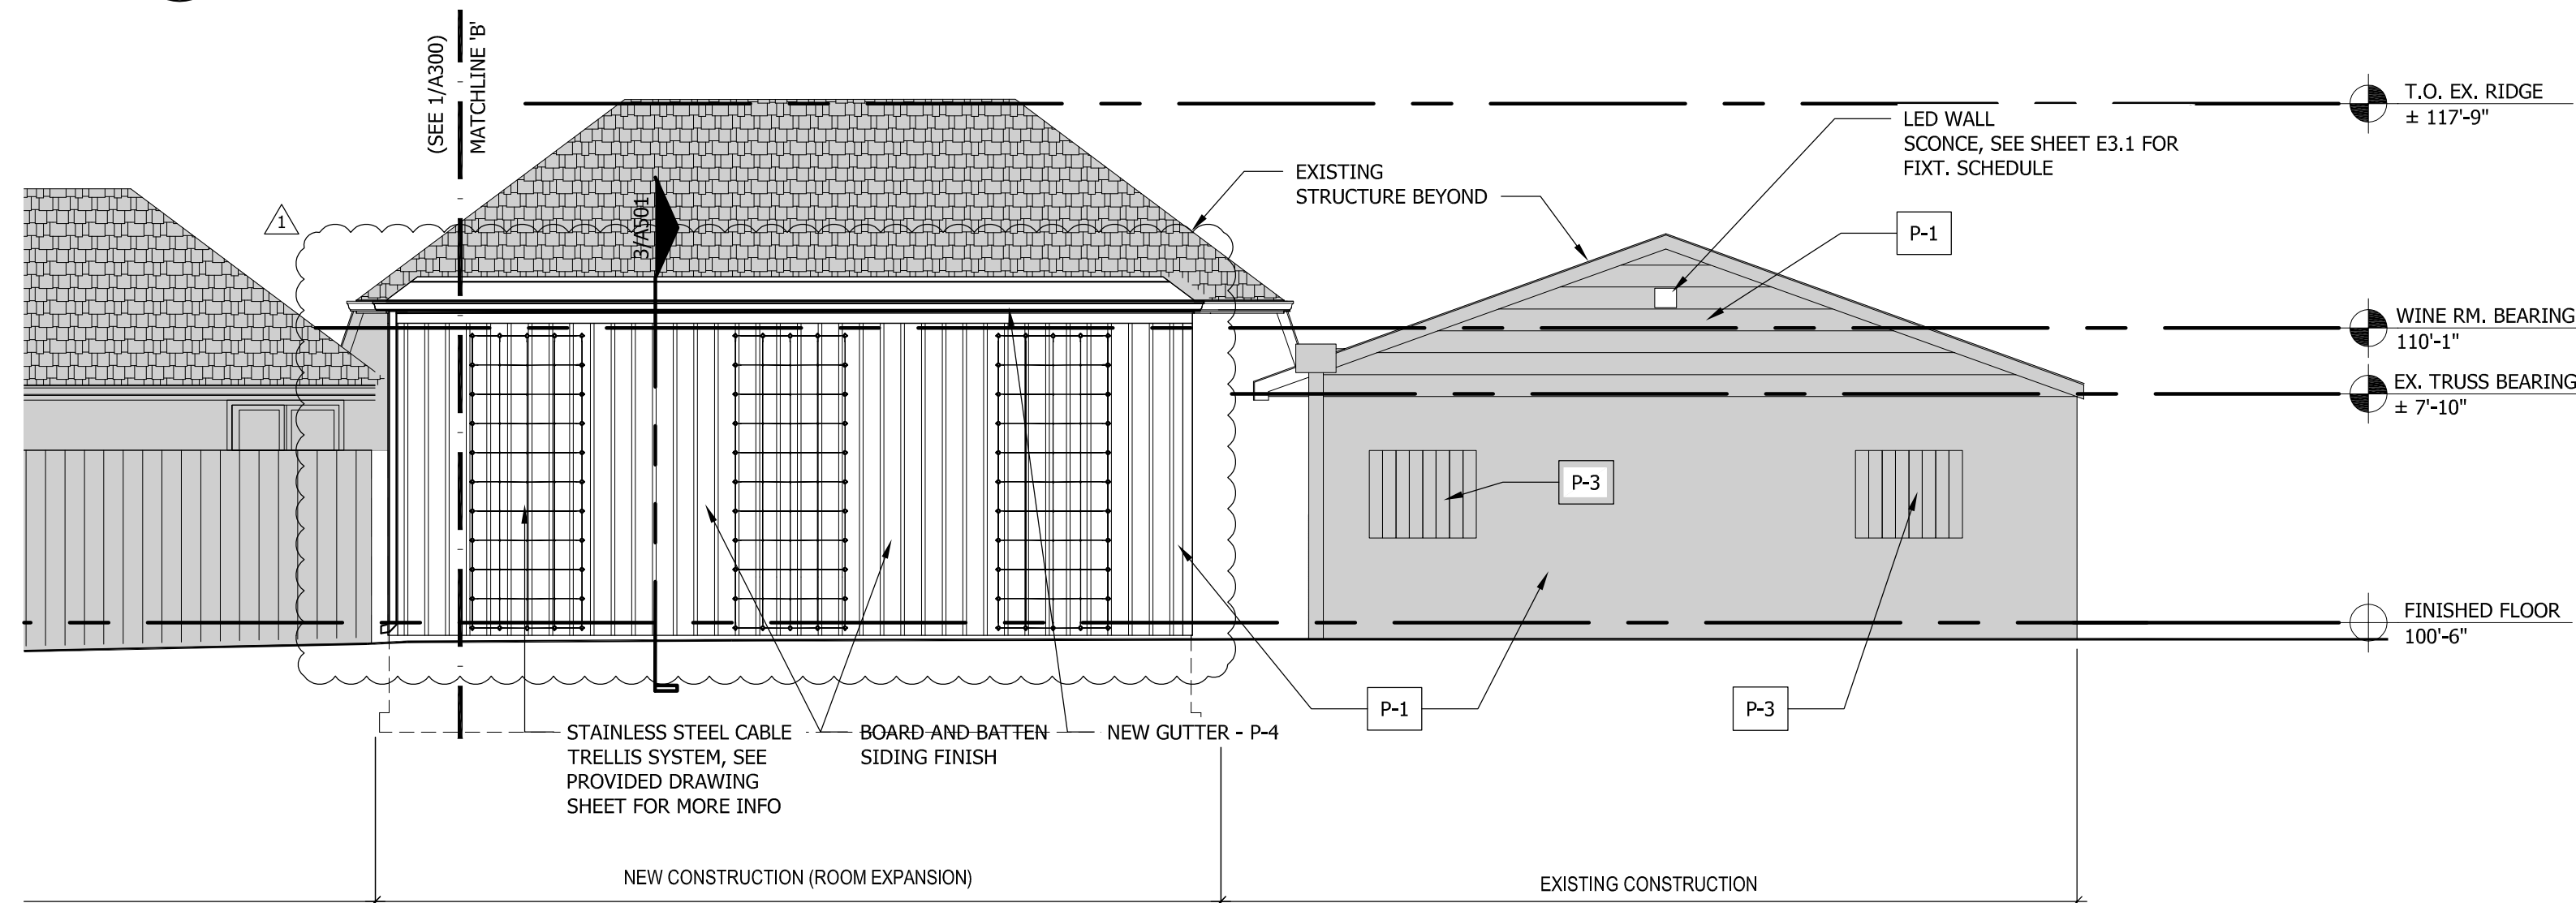 (SEE 1/A300)
MATCHLINE 'B'
T.O. EX. RIDGE
± 117'-9"
LED WALL
SCONCE, SEE SHEET E3.1 FOR
FIXT. SCHEDULE
EXISTING
STRUCTURE BEYOND
1
3/A501
P-1
WINE RM. BEARING
110'-1"
EX. TRUSS BEARING
± 7'-10"
P-3
FINISHED FLOOR
100'-6"
P-1
P-3
STAINLESS STEEL CABLE
TRELLIS SYSTEM, SEE
PROVIDED DRAWING
SHEET FOR MORE INFO
BOARD AND BATTEN
SIDING FINISH
NEW GUTTER - P-4
NEW CONSTRUCTION (ROOM EXPANSION)
EXISTING CONSTRUCTION